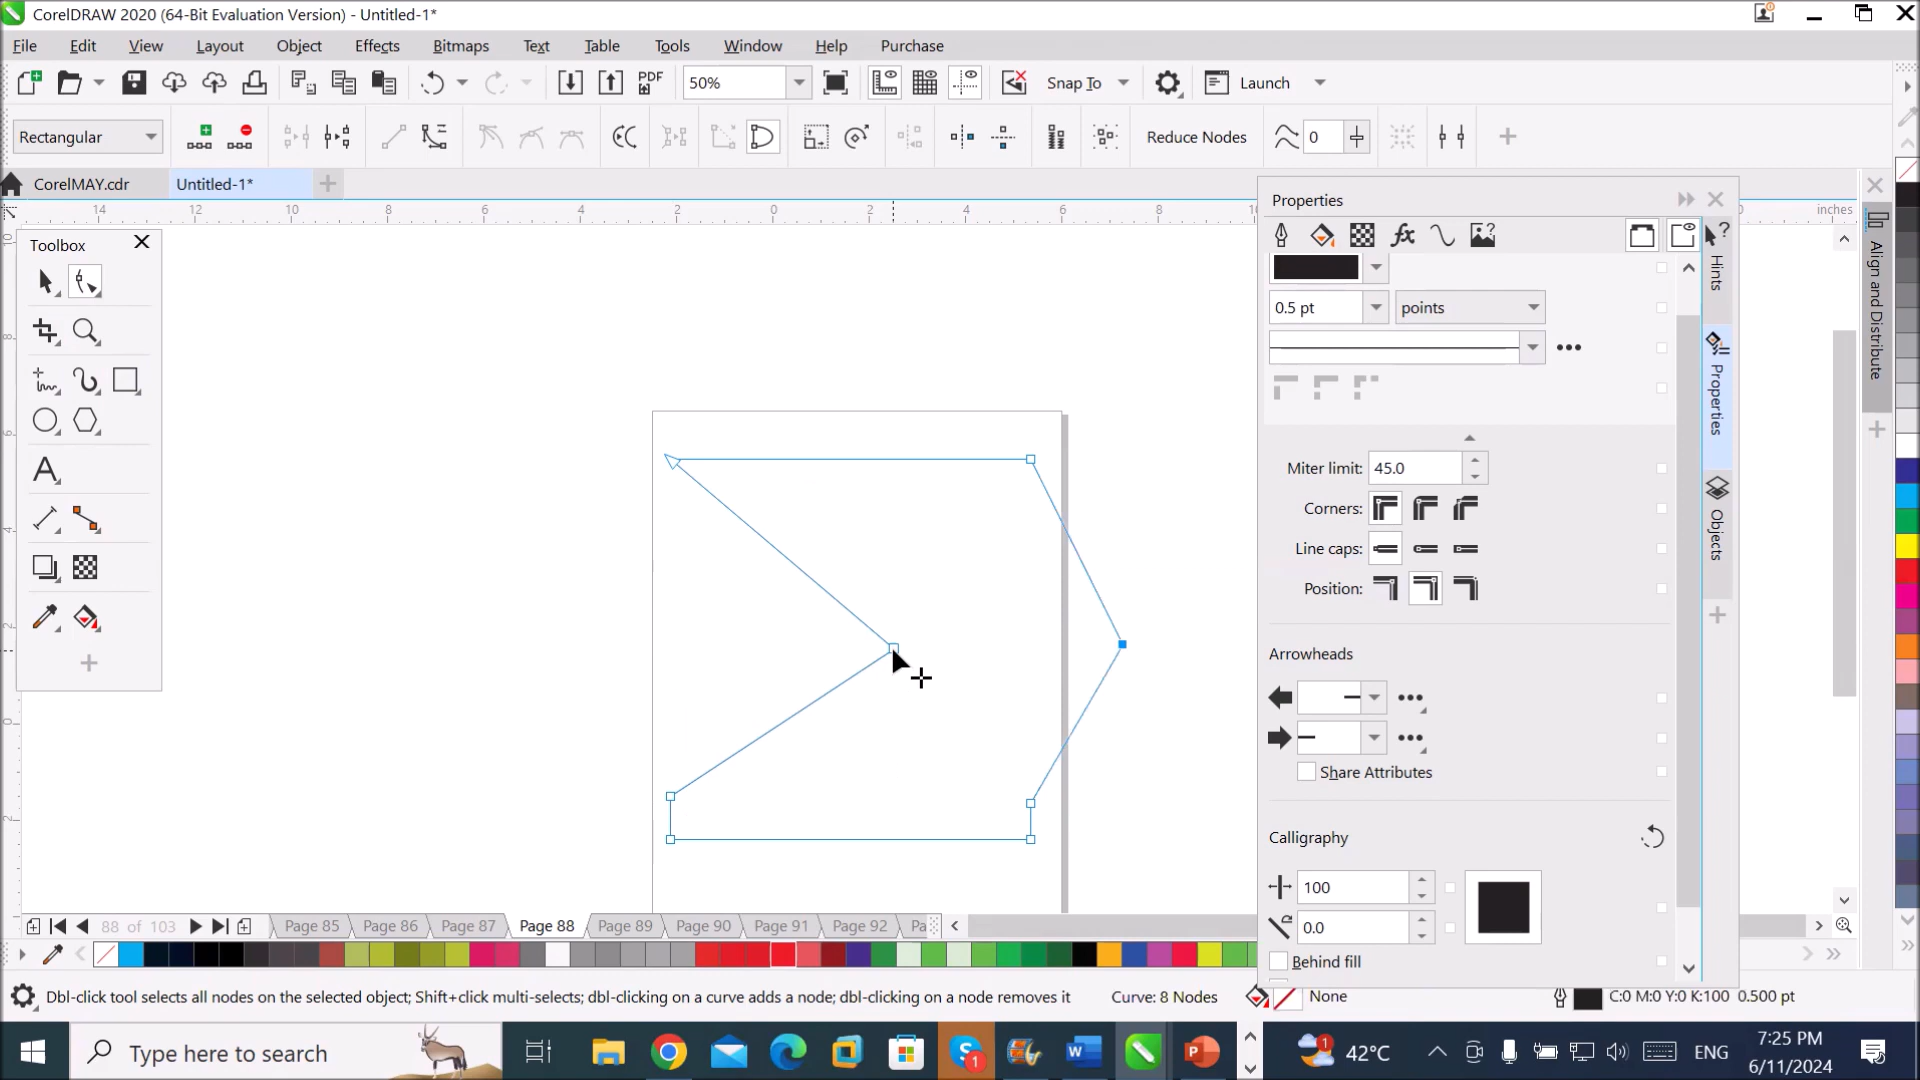 CorelDRAW 2020 (64-Bit Evaluation Version) - Untitled-1*
File Edit View Layout Object Effects Bitmaps Text Table Tools Window Help Purchase
PDF 50% Snap To Launch
Rectangular Reduce Nodes 0
CorelMAY.cdr Untitled-1*
14 12 10 8 6 4 2 0 2 4 6 8 inches
Toolbox
Properties
0.5 pt points
Miter limit: 45.0
Corners:
Line caps:
Position:
Arrowheads
Share Attributes
Calligraphy
100
0.0
Behind fill
Hints
Properties
Objects
Align and Distribute
88 of 103 Page 85 Page 86 Page 87 Page 88 Page 89 Page 90 Page 91 Page 92 Pa
Dbl-click tool selects all nodes on the selected object; Shift+click multi-selects; dbl-clicking on a curve adds a node; dbl-clicking on a node removes it Curve: 8 Nodes None C:0 M:0 Y:0 K:100 0.500 pt
Type here to search 42°C ENG 7:25 PM
6/11/2024